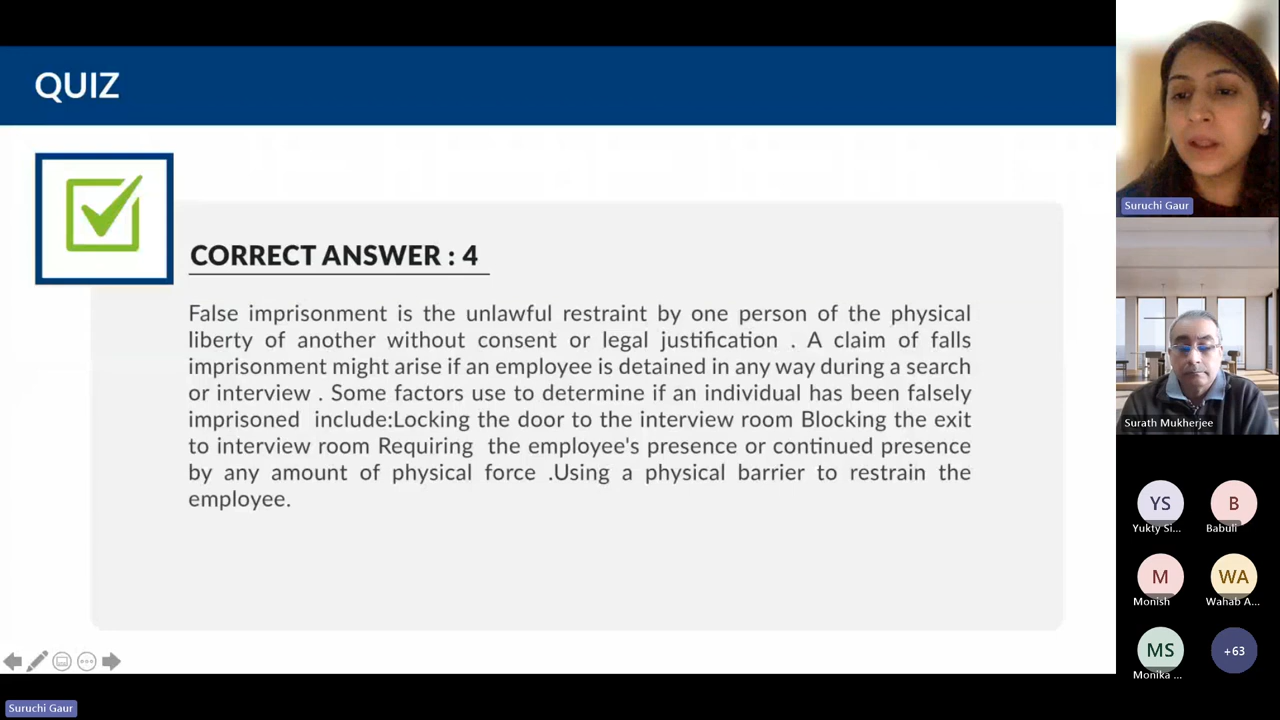 QUIZ
CORRECT ANSWER : 4
False imprisonment is the unlawful restraint by one person of the physical
liberty of another without consent or legal justification . A claim of falls
imprisonment might arise if an employee is detained in any way during a search
or interview . Some factors use to determine if an individual has been falsely
imprisoned include:Locking the door to the interview room Blocking the exit
to interview room Requiring the employee's presence or continued presence
by any amount of physical force .Using a physical barrier to restrain the
employee.
Suruchi Gaur
Surath Mukherjee
YS
B
Yukty Si...
Babuli
M
WA
Monish
Wahab A...
MS
+63
Monika ...
Suruchi Gaur